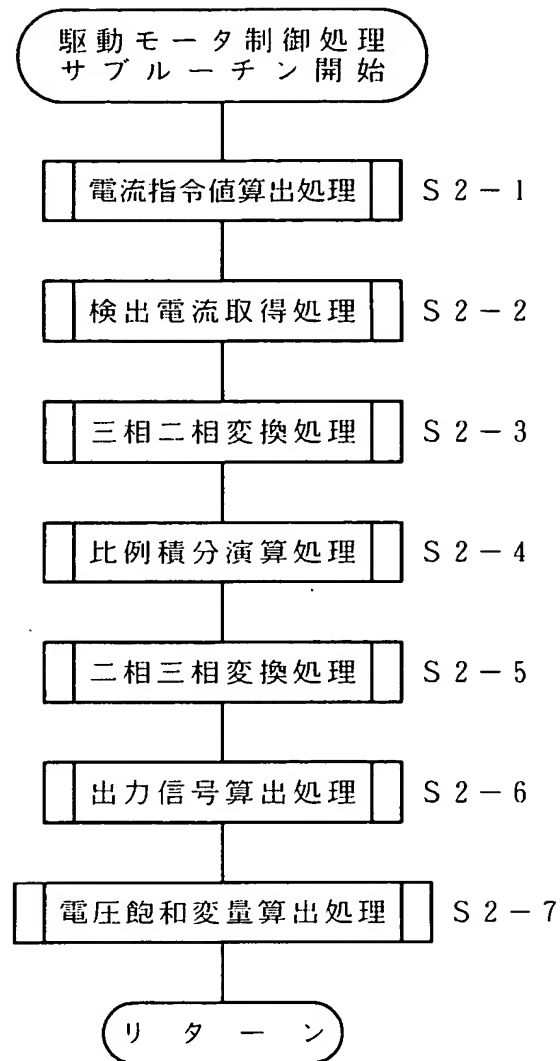 駆動モータ制御処理
サブルーチン開始
電流指令値算出処理 S2-1
検出電流取得処理 S2-2
三相二相変換処理 S2-3
比例積分演算処理 S2-4
二相三相変換処理 S2-5
出力信号算出処理 S2-6
電圧飽和変量算出処理 S2-7
リターン